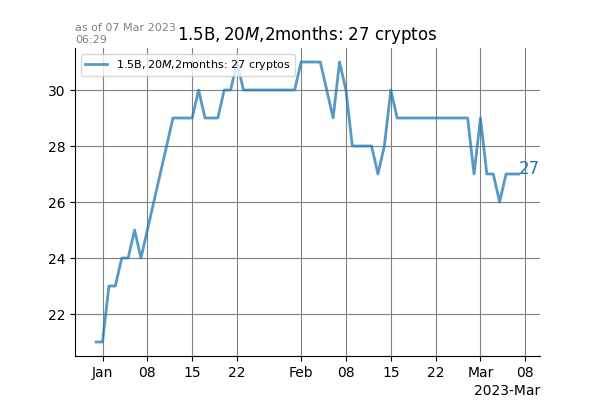 as of 07 Mar 2023
06:29
1.5B, 20M,2months: 27 cryptos
1.5B, 20M,2months: 27 cryptos
30
28
26
24
22
27
Jan 08 15 22 Feb 08 15 22 Mar 08
2023-Mar